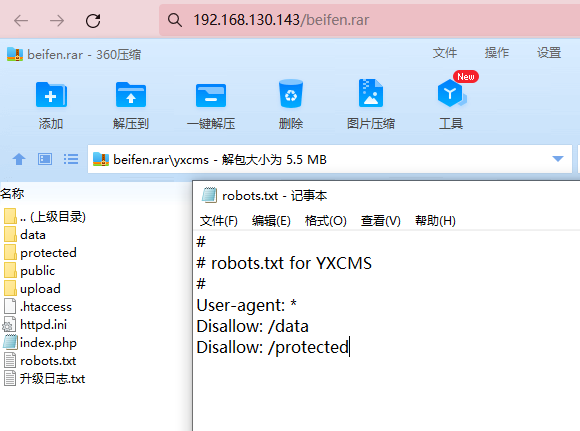 192.168.130.143/beifen.rar
beifen.rar - 360压缩
文件 操作 设置
New
添加 解压到 一键解压 删除 图片压缩 工具
beifen.rar\yxcms - 解包大小为 5.5 MB
名称
.. (上级目录)
data
protected
public
upload
.htaccess
httpd.ini
index.php
robots.txt
升级日志.txt
robots.txt - 记事本
文件(F) 编辑(E) 格式(O) 查看(V) 帮助(H)
#
# robots.txt for YXCMS
#
User-agent: *
Disallow: /data
Disallow: /protected